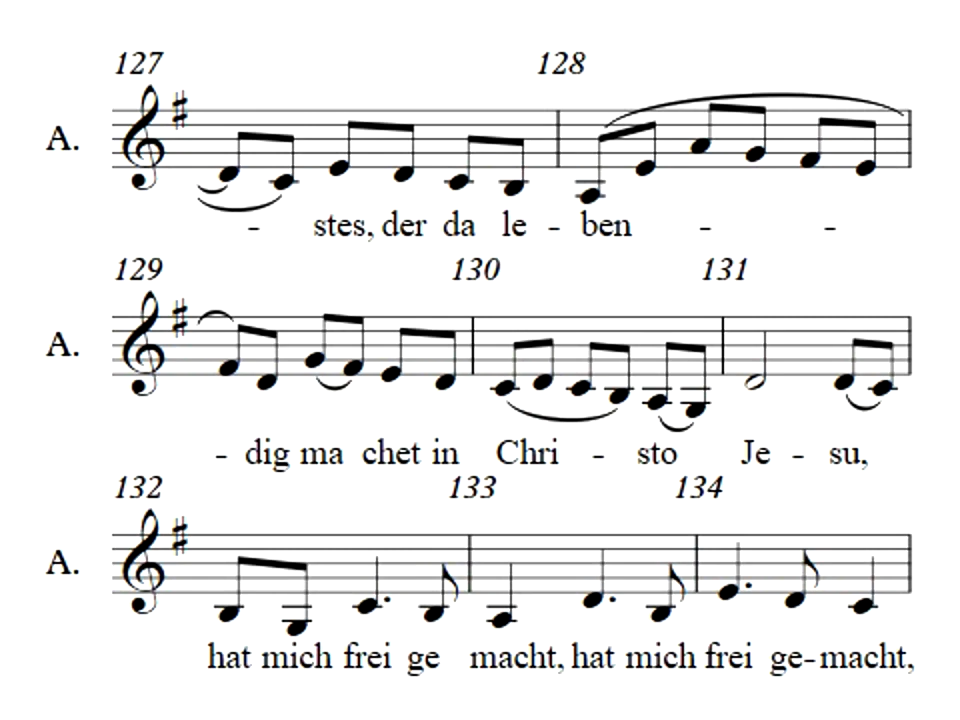 127 128
A.
- stes, der da le - ben - -
129 130 131
A.
- dig ma chet in Chri - sto Je - su,
132 133 134
A.
hat mich frei ge macht, hat mich frei ge-macht,